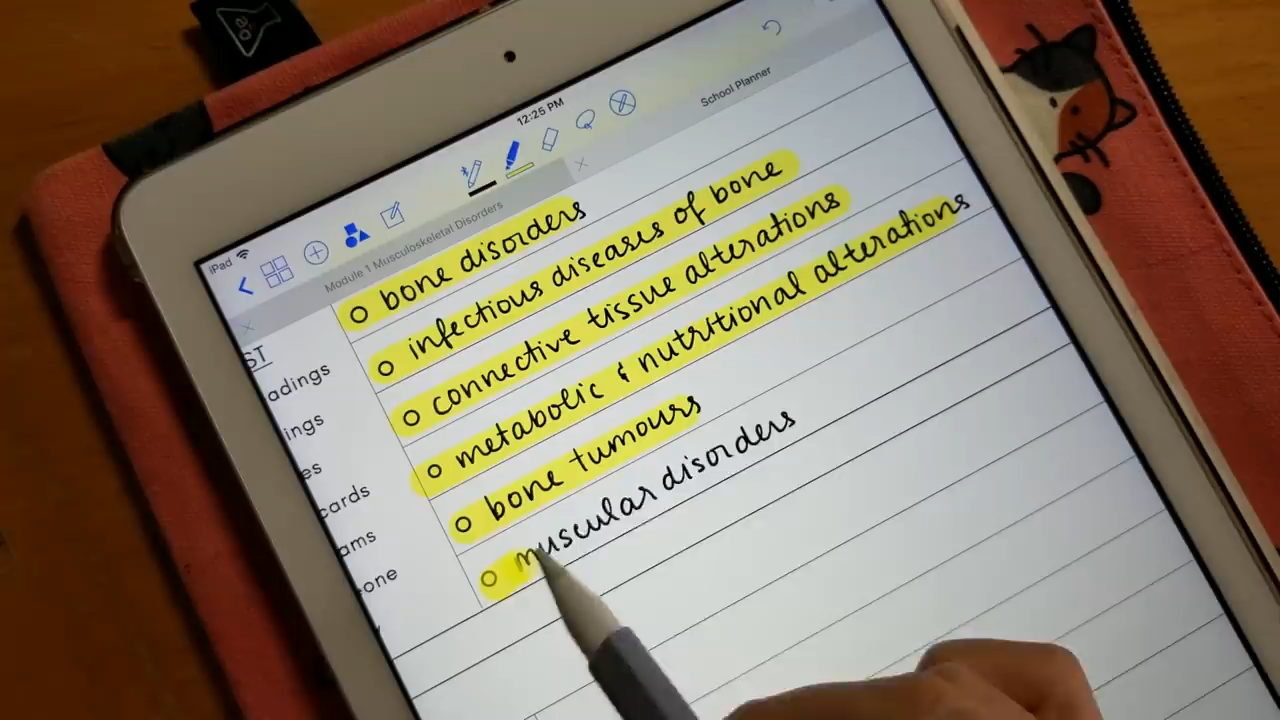 12:25 PM
iPad
School Planner
Module 1 Musculoskeletal Disorders
bone disorders
infectious diseases of bone
connective tissue alterations
metabolic & nutritional alterations
bone tumours
muscular disorders
ST
adings
ings
es
cards
ams
one